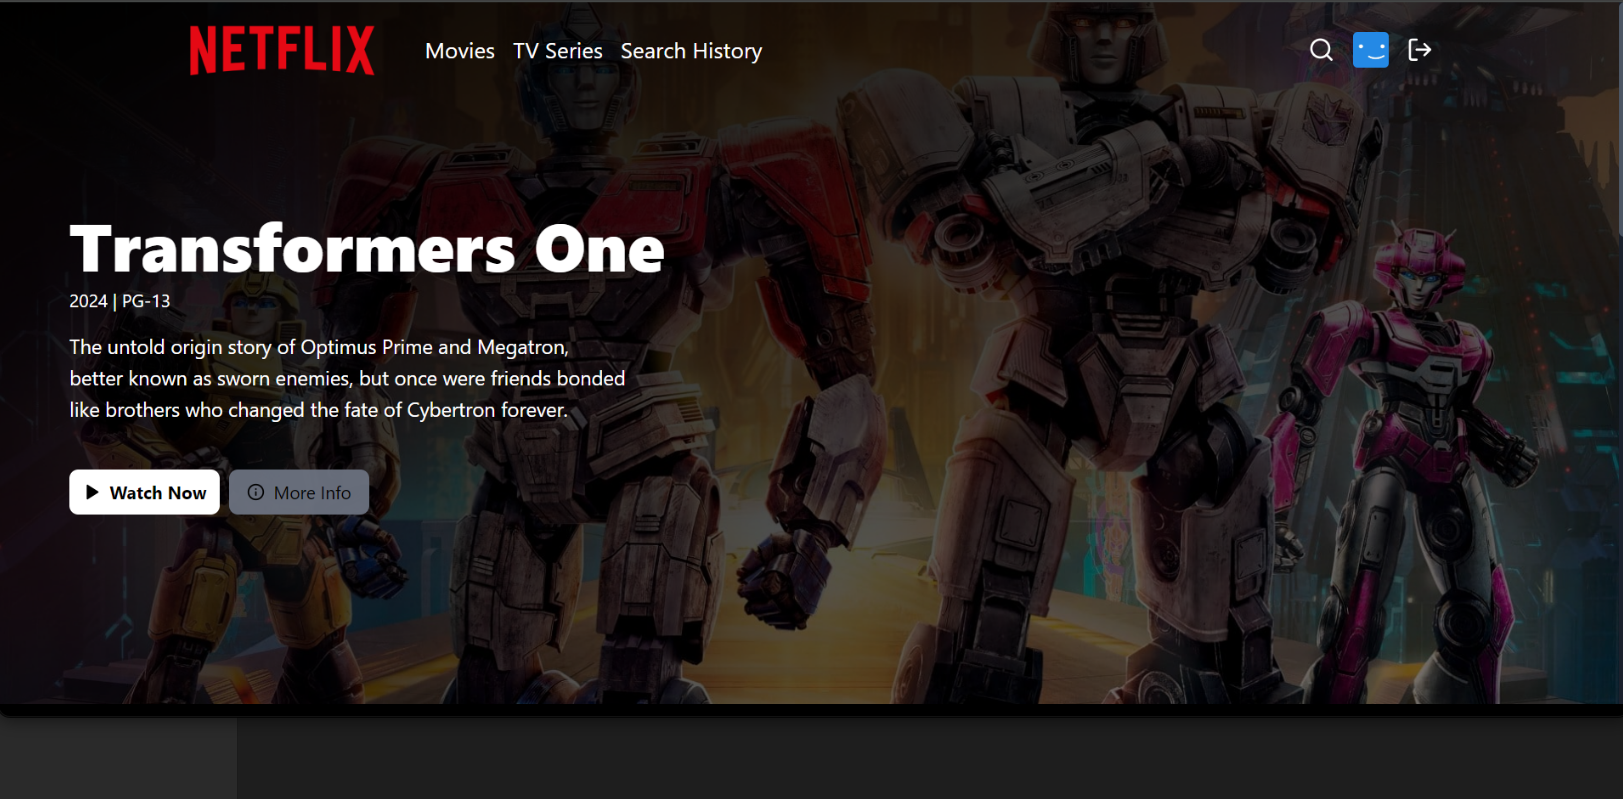 NETFLIX
Movies TV Series Search History
Transformers One
2024 | PG-13
The untold origin story of Optimus Prime and Megatron,
better known as sworn enemies, but once were friends bonded
like brothers who changed the fate of Cybertron forever.
Watch Now More Info